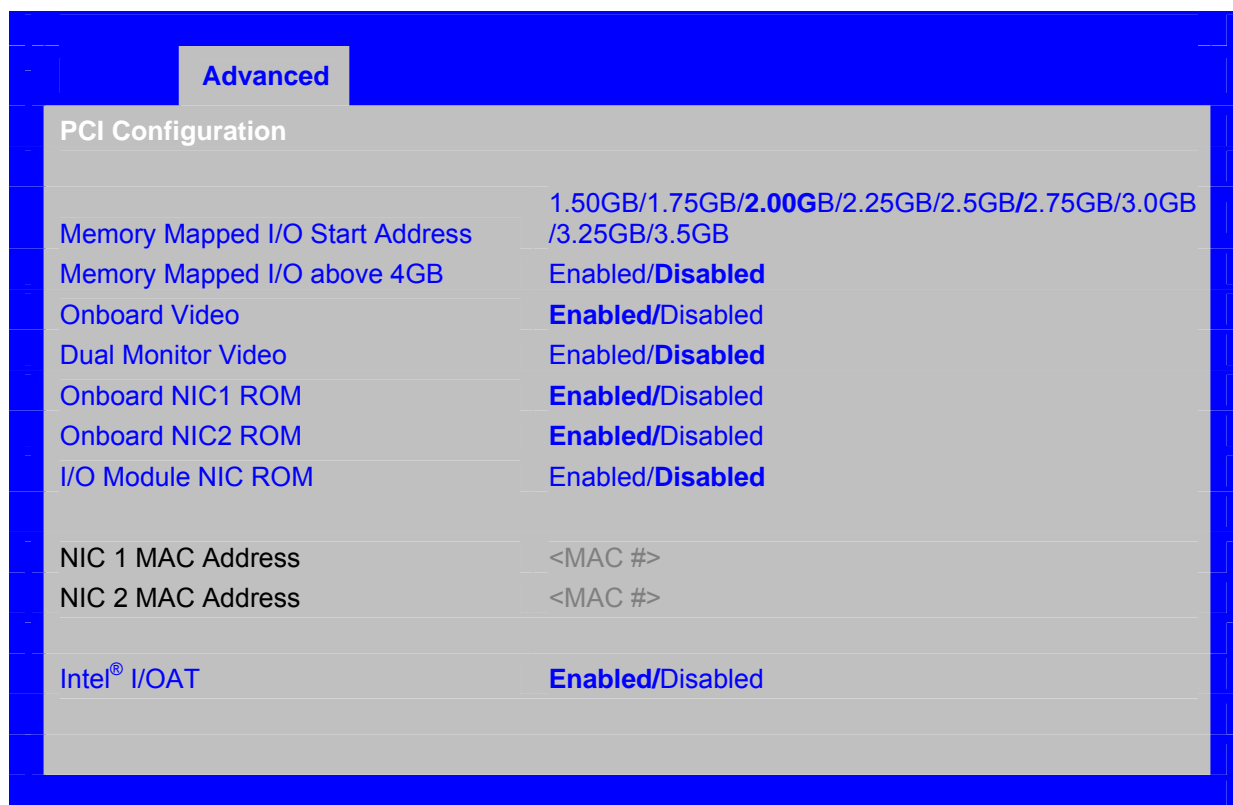 Advanced
PCI Configuration
1.50GB/1.75GB/2.00GB/2.25GB/2.5GB/2.75GB/3.0GB
Memory Mapped I/O Start Address /3.25GB/3.5GB
Memory Mapped I/O above 4GB Enabled/Disabled
Onboard Video Enabled/Disabled
Dual Monitor Video Enabled/Disabled
Onboard NIC1 ROM Enabled/Disabled
Onboard NIC2 ROM Enabled/Disabled
I/O Module NIC ROM Enabled/Disabled
NIC 1 MAC Address <MAC #>
NIC 2 MAC Address <MAC #>
Intel® I/OAT Enabled/Disabled